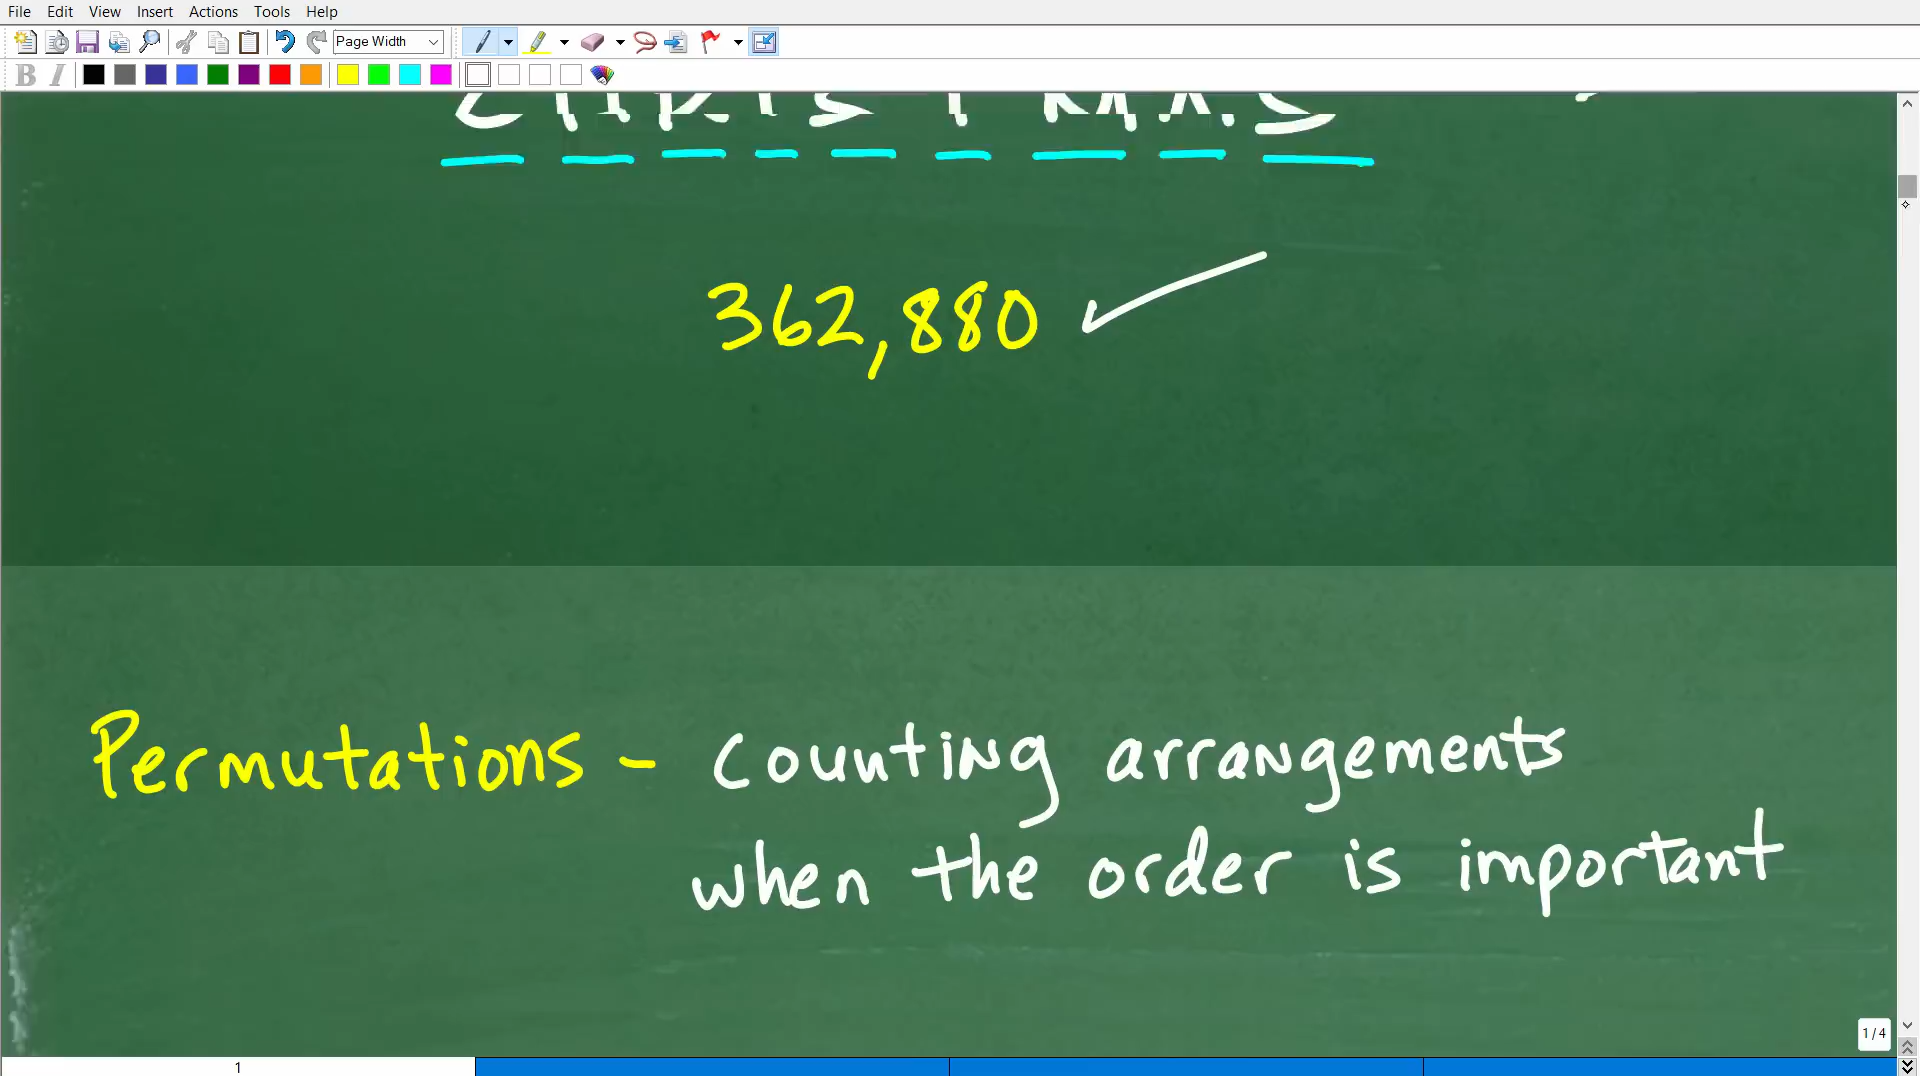 File Edit View Insert Actions Tools Help
Page Width
B I
CHRISTMAS
362,880
Permutations - counting arrangements
when the order is important
1 / 4
1